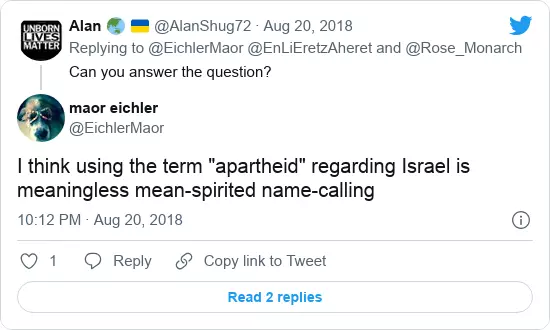 UNBORN
LIVES
MATTER
Alan @AlanShug72 · Aug 20, 2018
Replying to @EichlerMaor @EnLiEretzAheret and @Rose_Monarch
Can you answer the question?
maor eichler
@EichlerMaor
I think using the term "apartheid" regarding Israel is
meaningless mean-spirited name-calling
10:12 PM · Aug 20, 2018
1 Reply Copy link to Tweet
Read 2 replies